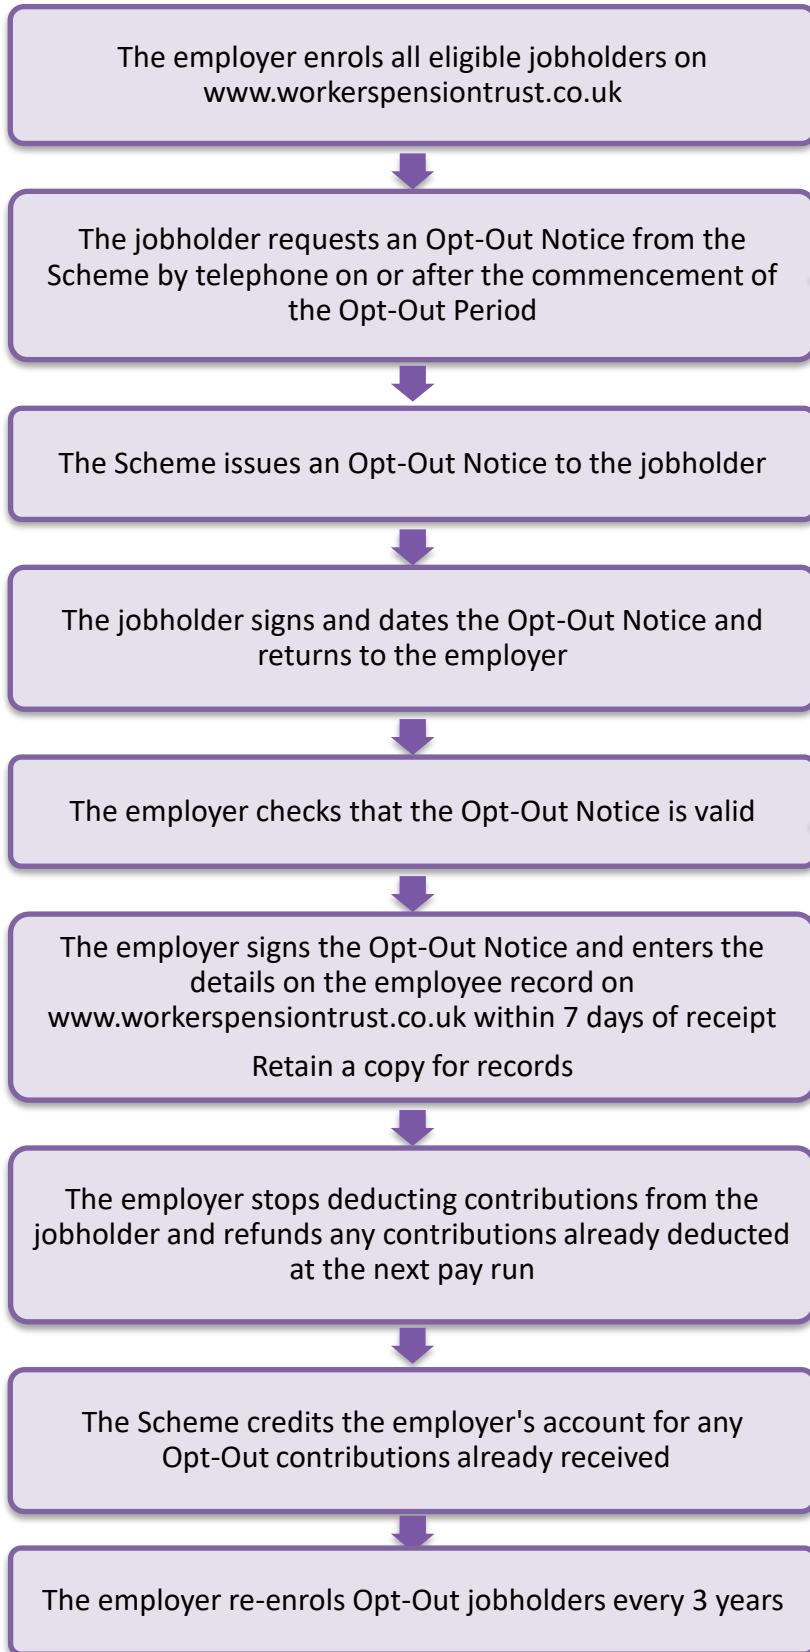 The employer enrols all eligible jobholders on
www.workerspensiontrust.co.uk
The jobholder requests an Opt-Out Notice from the
Scheme by telephone on or after the commencement of
the Opt-Out Period
The Scheme issues an Opt-Out Notice to the jobholder
The jobholder signs and dates the Opt-Out Notice and
returns to the employer
The employer checks that the Opt-Out Notice is valid
The employer signs the Opt-Out Notice and enters the
details on the employee record on
www.workerspensiontrust.co.uk within 7 days of receipt
Retain a copy for records
The employer stops deducting contributions from the
jobholder and refunds any contributions already deducted
at the next pay run
The Scheme credits the employer's account for any
Opt-Out contributions already received
The employer re-enrols Opt-Out jobholders every 3 years